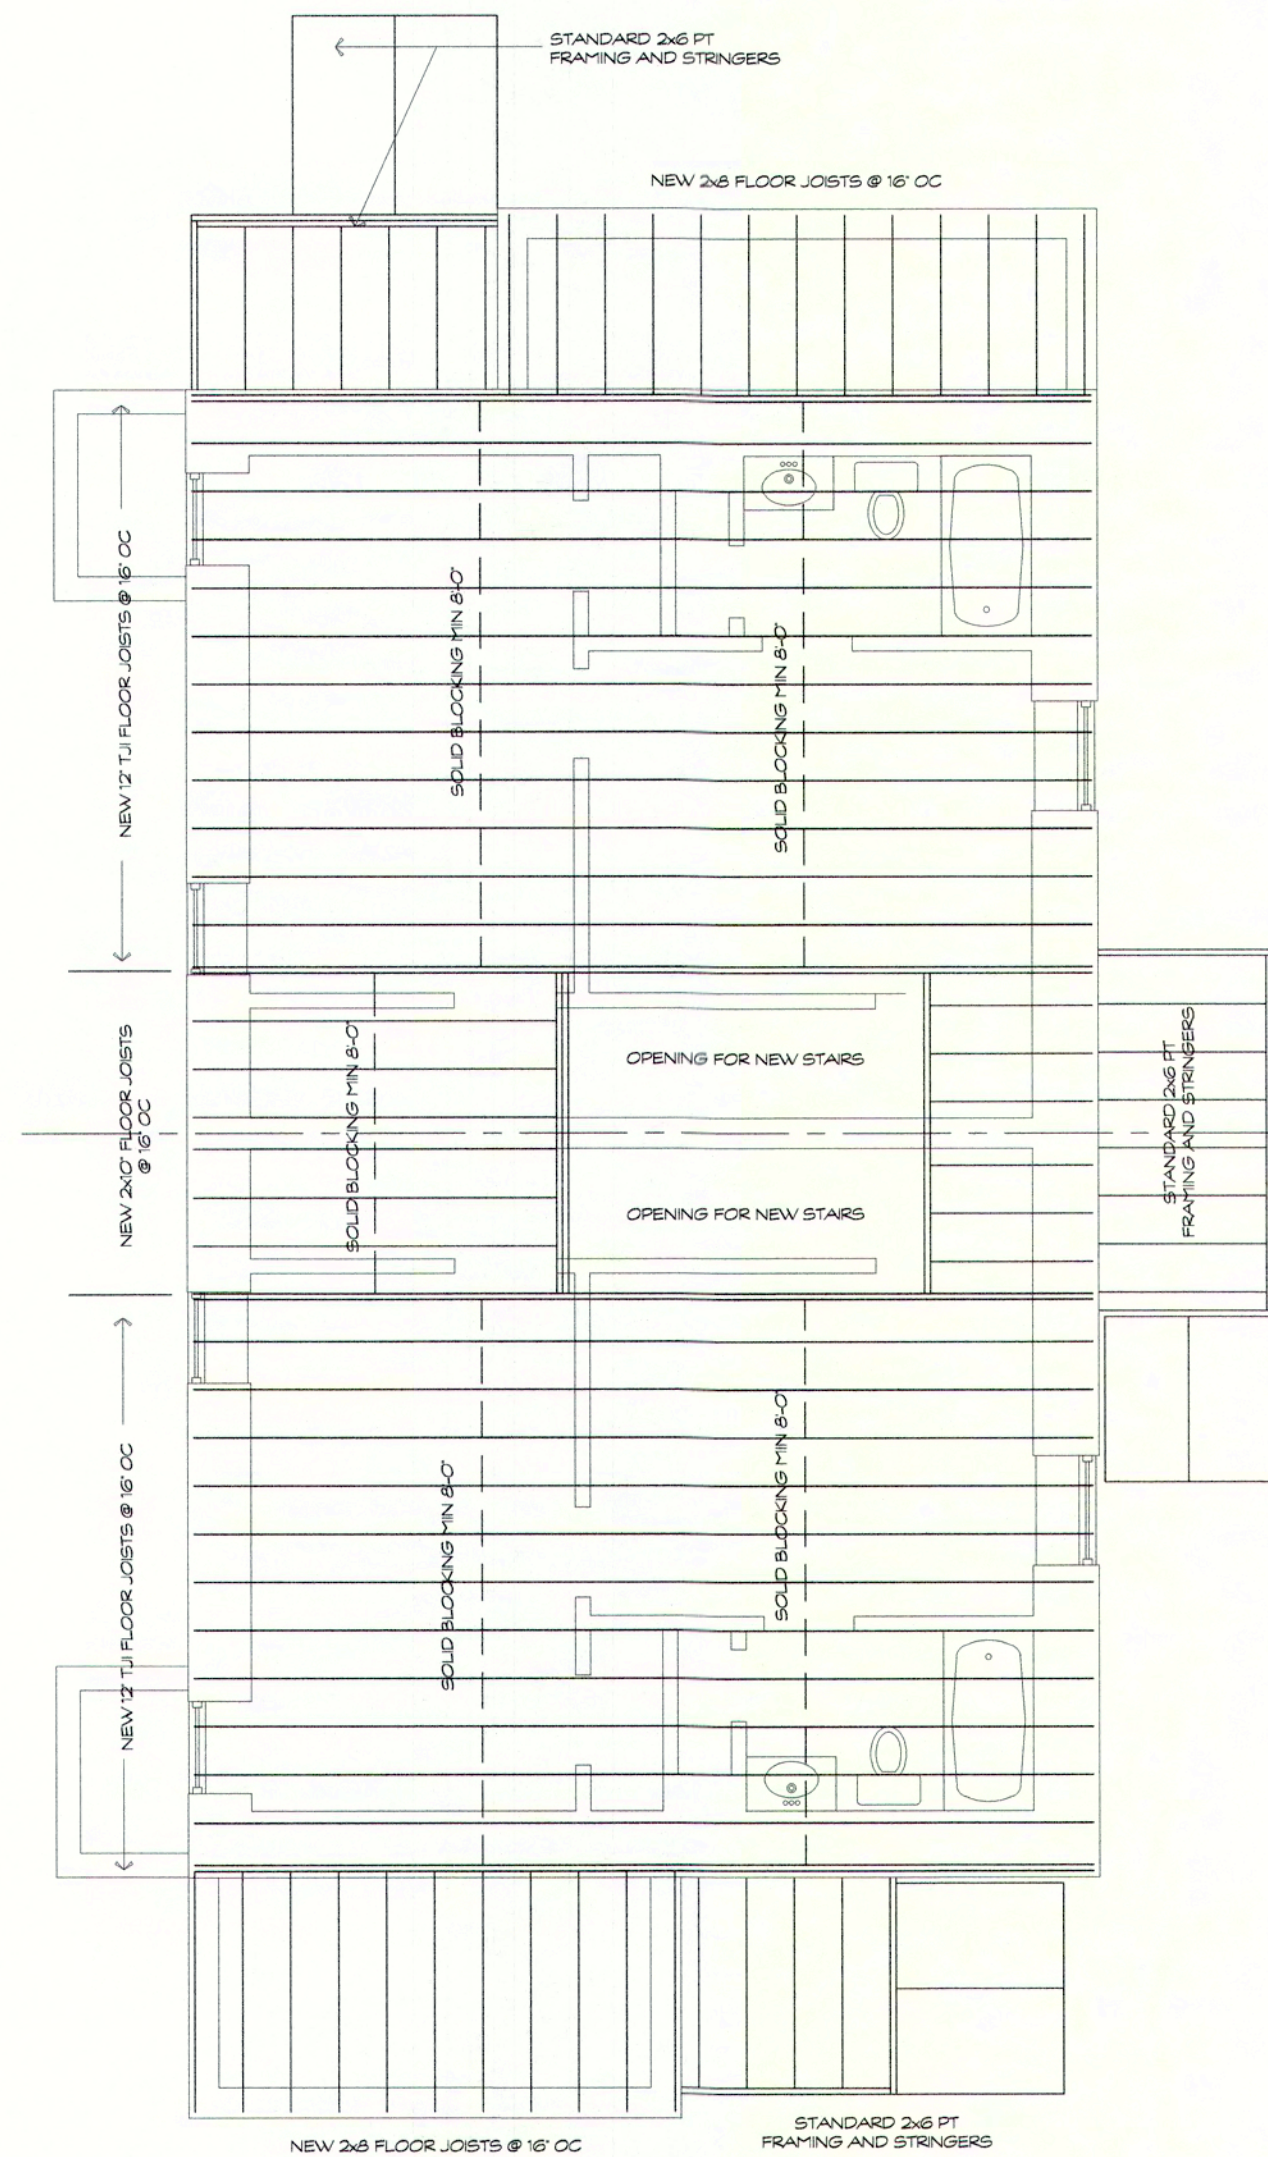 STANDARD 2x6 PT
FRAMING AND STRINGERS
NEW 2x8 FLOOR JOISTS @ 16" OC
NEW 12" TJI FLOOR JOISTS @ 16" OC
SOLID BLOCKING MIN 8'-0"
SOLID BLOCKING MIN 8'-0"
NEW 2x10" FLOOR JOISTS
@ 16" OC
SOLID BLOCKING MIN 8'-0"
OPENING FOR NEW STAIRS
OPENING FOR NEW STAIRS
STANDARD 2x6 PT
FRAMING AND STRINGERS
NEW 12" TJI FLOOR JOISTS @ 16" OC
SOLID BLOCKING MIN 8'-0"
SOLID BLOCKING MIN 8'-0"
NEW 2x8 FLOOR JOISTS @ 16" OC
STANDARD 2x6 PT
FRAMING AND STRINGERS